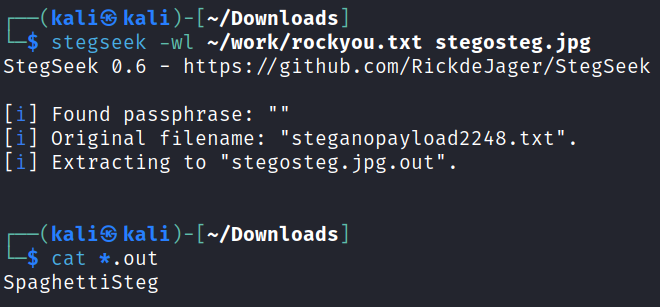 ┌──(kali㉿kali)-[~/Downloads]
└─$ stegseek -wl ~/work/rockyou.txt stegosteg.jpg
StegSeek 0.6 - https://github.com/RickdeJager/StegSeek
[i] Found passphrase: ""
[i] Original filename: "steganopayload2248.txt".
[i] Extracting to "stegosteg.jpg.out".
┌──(kali㉿kali)-[~/Downloads]
└─$ cat *.out
SpaghettiSteg